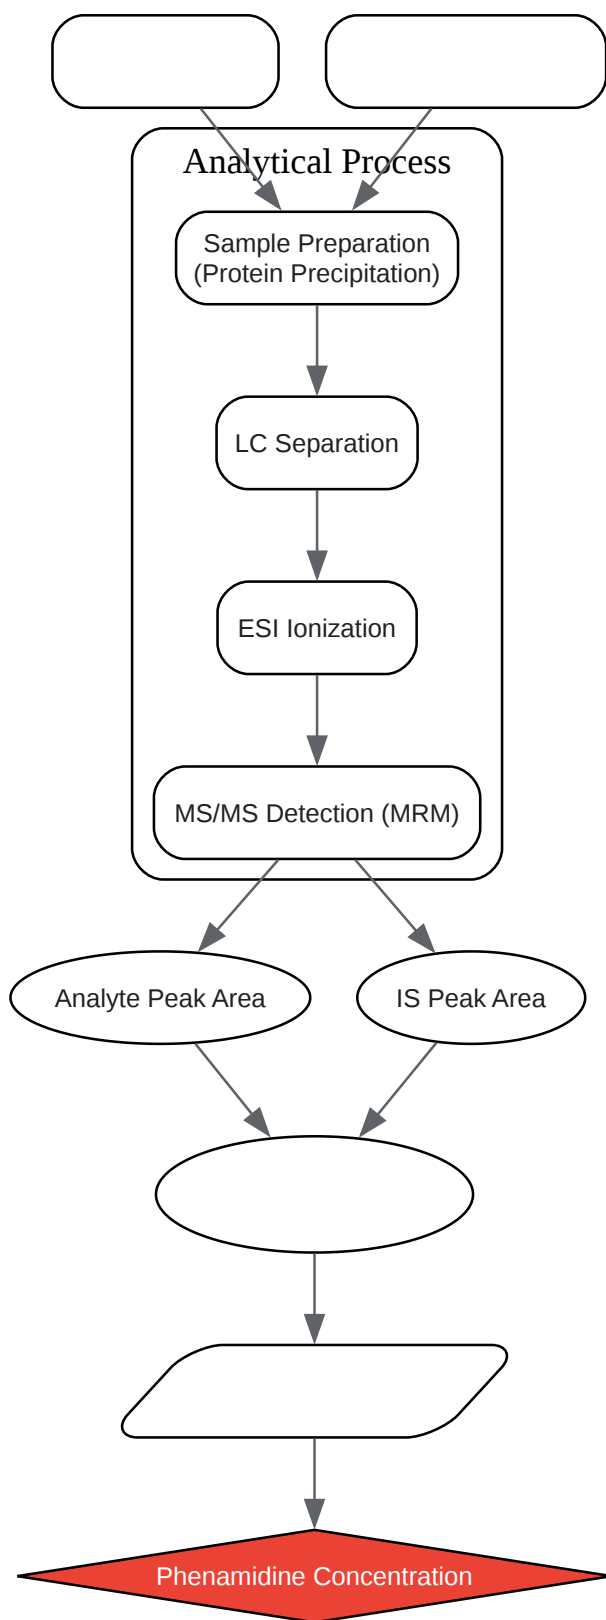 Analytical Process
Sample Preparation
(Protein Precipitation)
LC Separation
ESI Ionization
MS/MS Detection (MRM)
Analyte Peak Area
IS Peak Area
Phenamidine Concentration